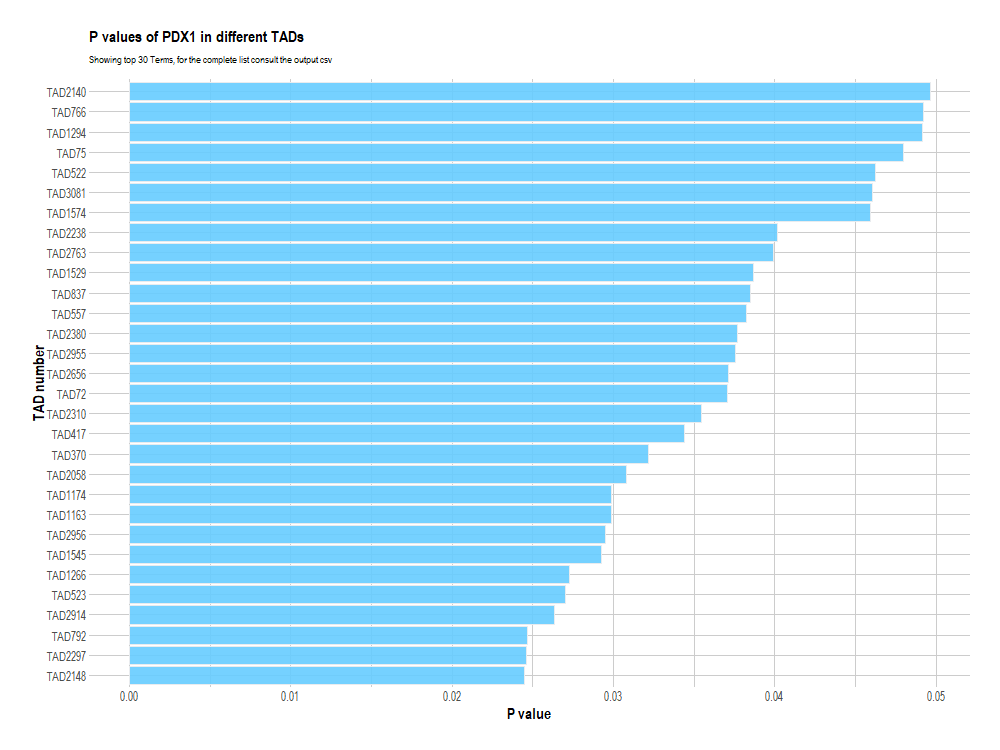 P values of PDX1 in different TADs
Showing top 30 Terms, for the complete list consult the output csv
TAD2140
TAD766
TAD1294
TAD75
TAD522
TAD3081
TAD1574
TAD2238
TAD2763
TAD1529
TAD837
TAD557
TAD2380
TAD2955
TAD2656
TAD72
TAD2310
TAD417
TAD370
TAD2058
TAD1174
TAD1163
TAD2956
TAD1545
TAD1266
TAD523
TAD2914
TAD792
TAD2297
TAD2148
TAD number
0.00 0.01 0.02 0.03 0.04 0.05
P value